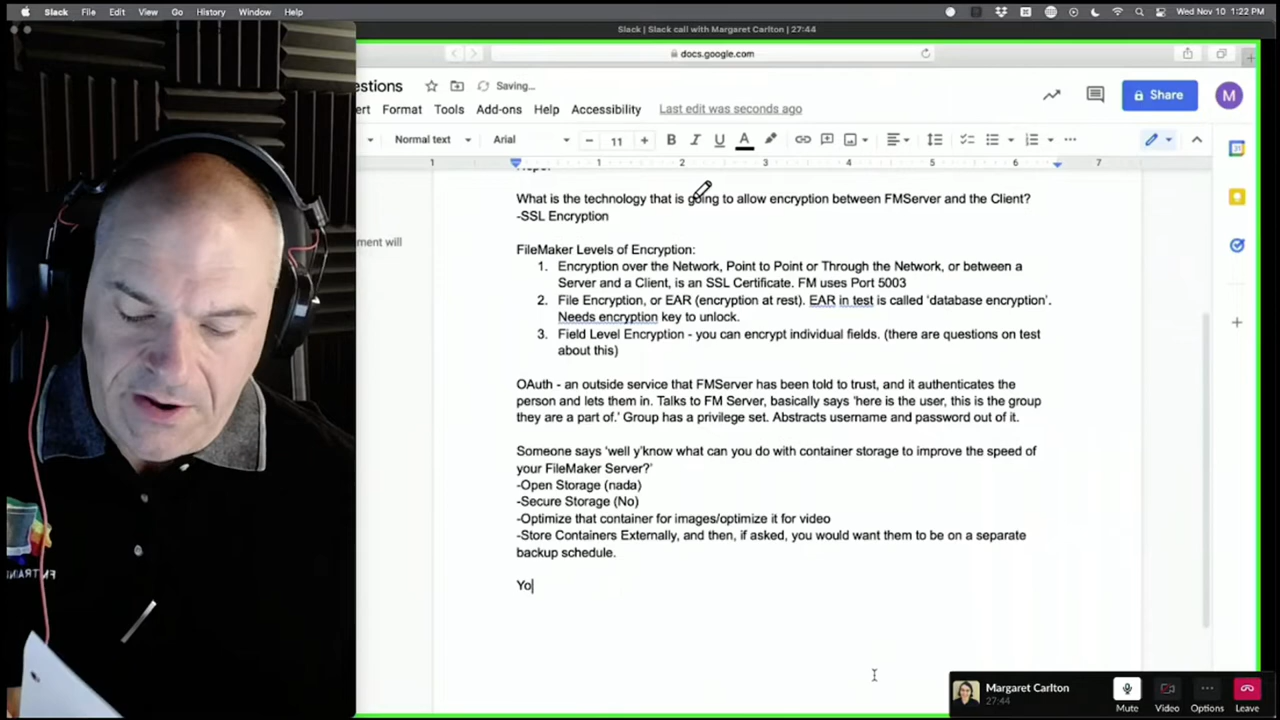 Slack File Edit View Go History Window Help
Wed Nov 10 1:22 PM
Slack | Slack call with Margaret Carlton | 27:44
docs.google.com
estions Saving...
ert Format Tools Add-ons Help Accessibility Last edit was seconds ago
Share
M
Normal text Arial 11 B I U A
1 1 2 3 4 5 6 7
What is the technology that is going to allow encryption between FMServer and the Client?
-SSL Encryption
ment will
FileMaker Levels of Encryption:
1. Encryption over the Network, Point to Point or Through the Network, or between a
Server and a Client, is an SSL Certificate. FM uses Port 5003
2. File Encryption, or EAR (encryption at rest). EAR in test is called ‘database encryption’.
Needs encryption key to unlock.
3. Field Level Encryption - you can encrypt individual fields. (there are questions on test
about this)
OAuth - an outside service that FMServer has been told to trust, and it authenticates the
person and lets them in. Talks to FM Server, basically says ‘here is the user, this is the group
they are a part of.’ Group has a privilege set. Abstracts username and password out of it.
Someone says ‘well y’know what can you do with container storage to improve the speed of
your FileMaker Server?’
-Open Storage (nada)
-Secure Storage (No)
-Optimize that container for images/optimize it for video
-Store Containers Externally, and then, if asked, you would want them to be on a separate
backup schedule.
Yo
Margaret Carlton
27:44
Mute Video Options Leave